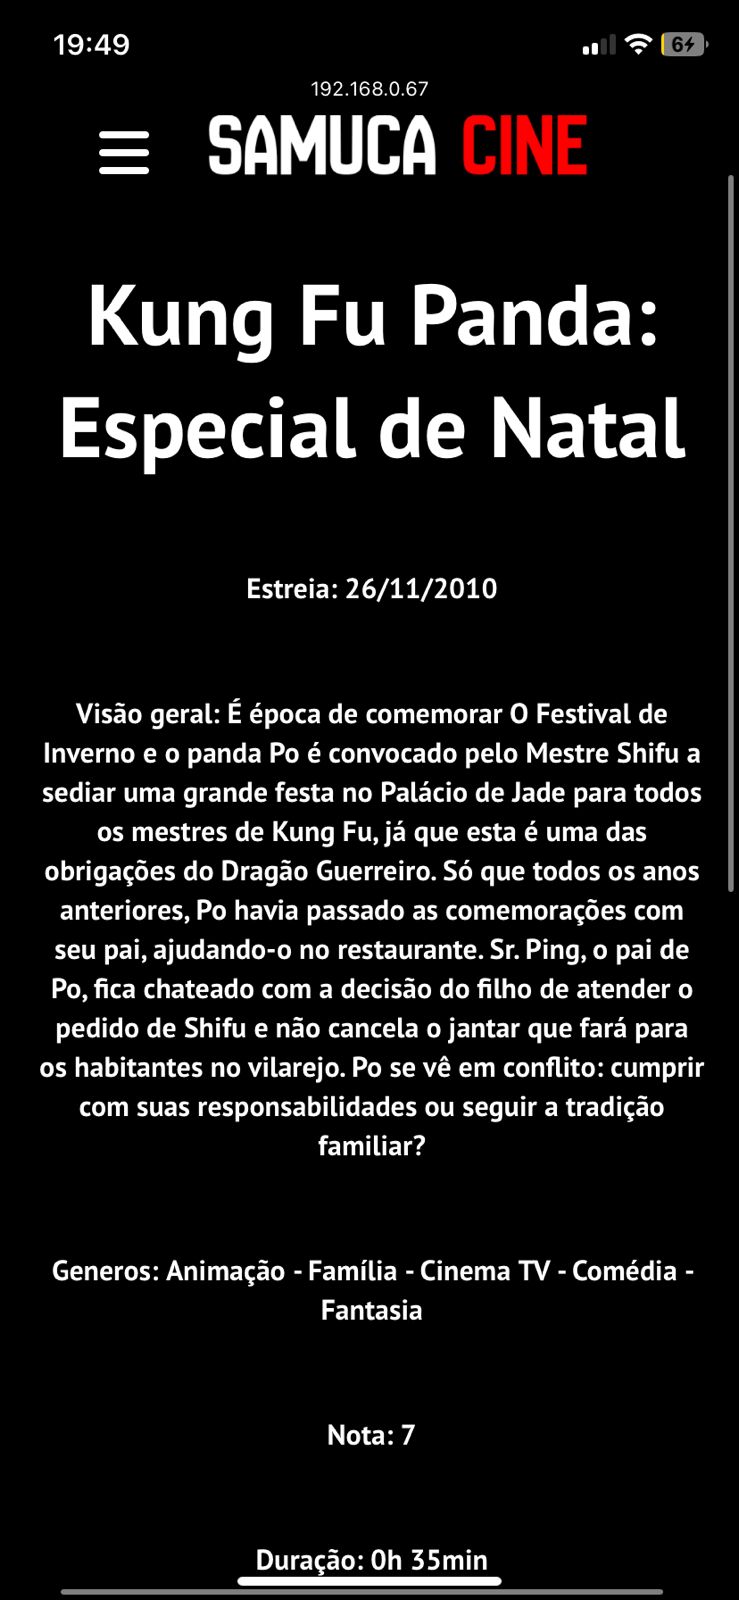 19:49
6
192.168.0.67
SAMUCA CINE
Kung Fu Panda:
Especial de Natal
Estreia: 26/11/2010
Visão geral: É época de comemorar O Festival de
Inverno e o panda Po é convocado pelo Mestre Shifu a
sediar uma grande festa no Palácio de Jade para todos
os mestres de Kung Fu, já que esta é uma das
obrigações do Dragão Guerreiro. Só que todos os anos
anteriores, Po havia passado as comemorações com
seu pai, ajudando-o no restaurante. Sr. Ping, o pai de
Po, fica chateado com a decisão do filho de atender o
pedido de Shifu e não cancela o jantar que fará para
os habitantes no vilarejo. Po se vê em conflito: cumprir
com suas responsabilidades ou seguir a tradição
familiar?
Generos: Animação - Família - Cinema TV - Comédia -
Fantasia
Nota: 7
Duração: 0h 35min